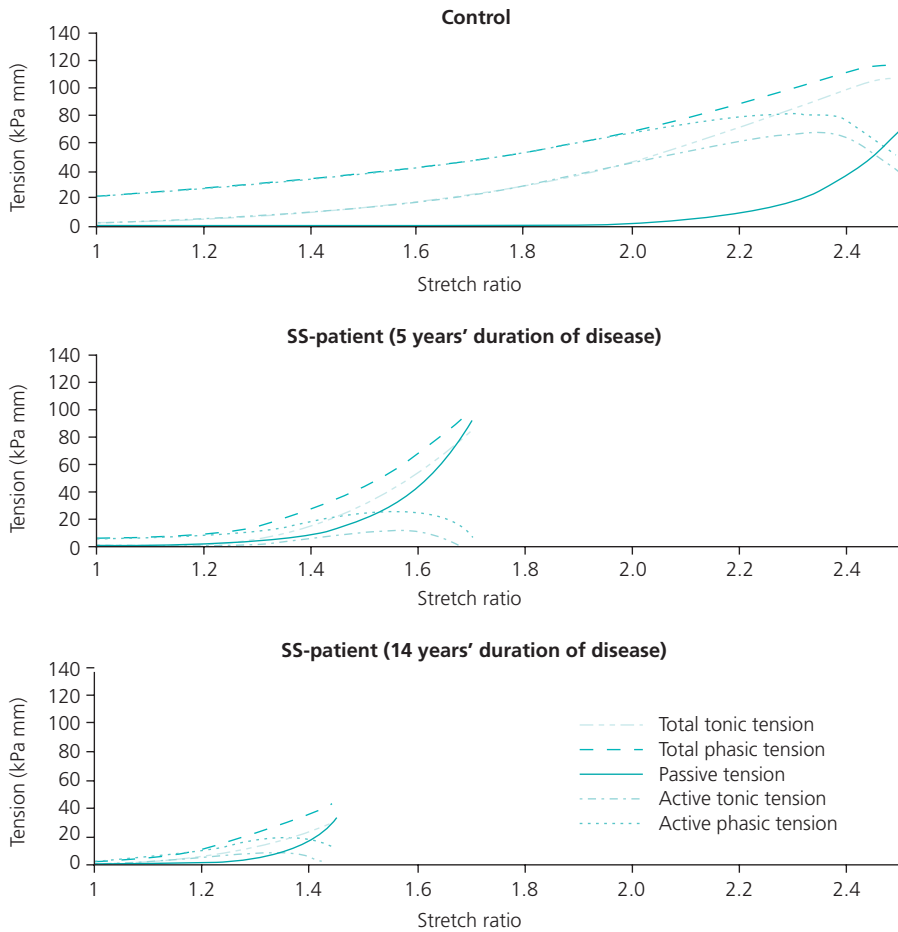 Control
Tension (kPa mm)
140
120
100
80
60
40
20
0
1 1.2 1.4 1.6 1.8 2.0 2.2 2.4
Stretch ratio
SS-patient (5 years’ duration of disease)
Tension (kPa mm)
140
120
100
80
60
40
20
0
1 1.2 1.4 1.6 1.8 2.0 2.2 2.4
Stretch ratio
SS-patient (14 years’ duration of disease)
Tension (kPa mm)
140
120
100
80
60
40
20
0
Total tonic tension
Total phasic tension
Passive tension
Active tonic tension
Active phasic tension
1 1.2 1.4 1.6 1.8 2.0 2.2 2.4
Stretch ratio